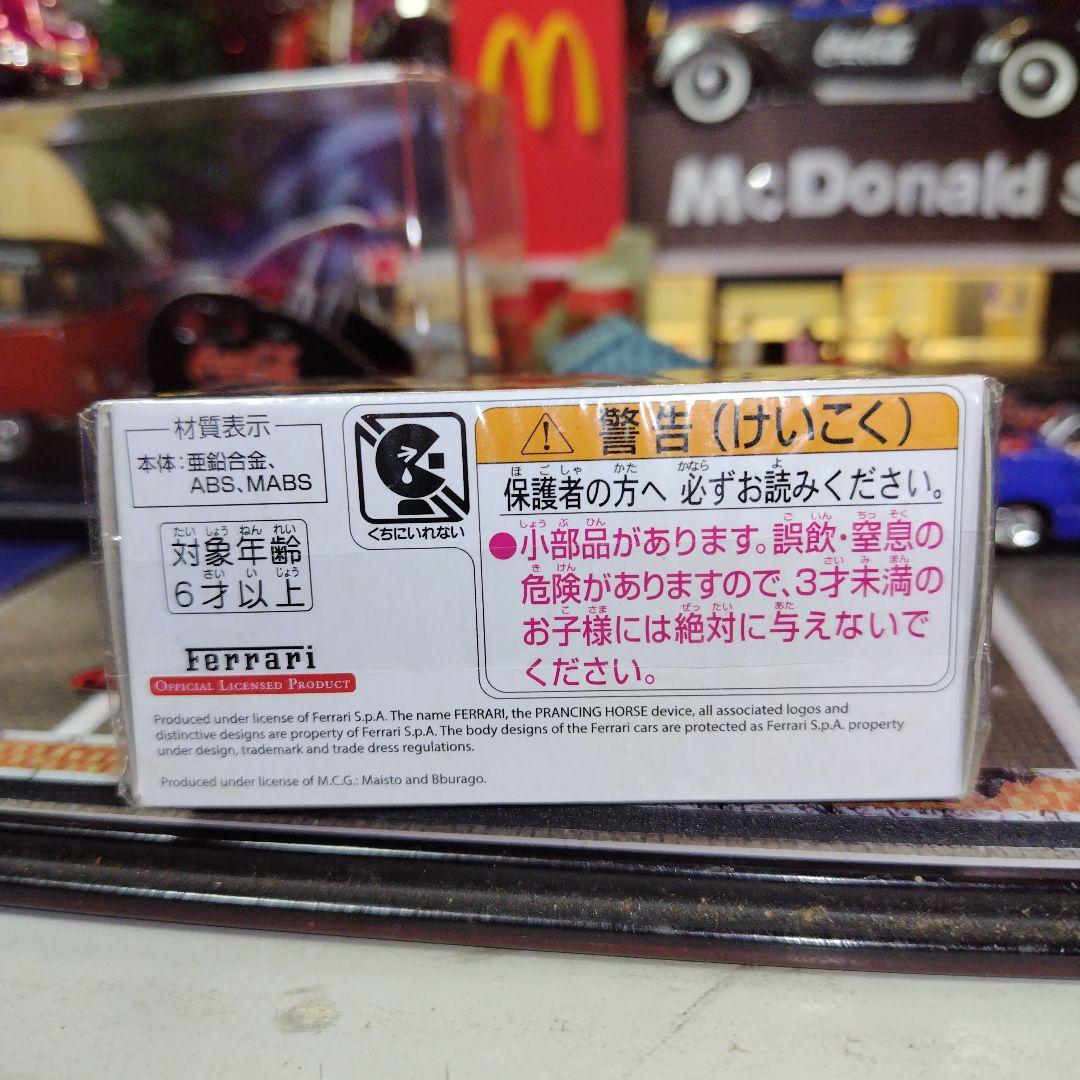 Coca-Cola
McDonald's
材質表示
本体：亜鉛合金、
ABS、MABS
たいしょうねんれい
対象年齢
さい い じょう
6才以上
くちにいれない
警告（けいこく）
ほごしゃ かた かなら よ
保護者の方へ 必ずお読みください。
しょうぶひん ごいん ちっそく
●小部品があります。誤飲・窒息の
きけん さいみまん
危険がありますので、3才未満の
こさま ぜったい あた
お子様には絶対に与えないで
ください。
Ferrari
OFFICIAL LICENSED PRODUCT
Produced under license of Ferrari S.p.A. The name FERRARI, the PRANCING HORSE device, all associated logos and
distinctive designs are property of Ferrari S.p.A. The body designs of the Ferrari cars are protected as Ferrari S.p.A. property
under design, trademark and trade dress regulations.
Produced under license of M.C.G.: Maisto and Bburago.